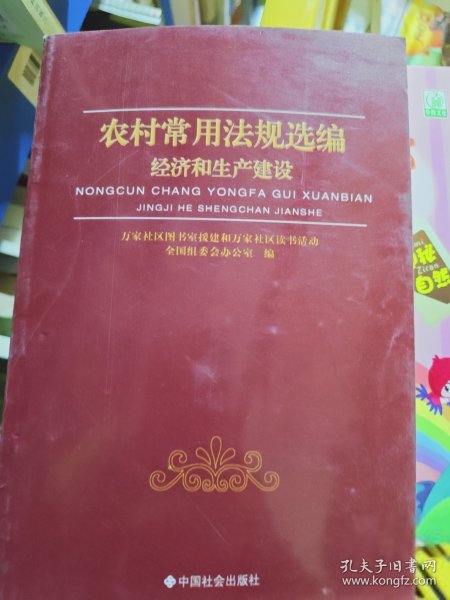 农村常用法规选编
经济和生产建设
NONGCUN CHANG YONGFA GUI XUANBIAN
JINGJI HE SHENGCHAN JIANSHE
万家社区图书室援建和万家社区读书活动
全国组委会办公室 编
中国社会出版社
自然
孔夫子旧书网
www.kongfz.com